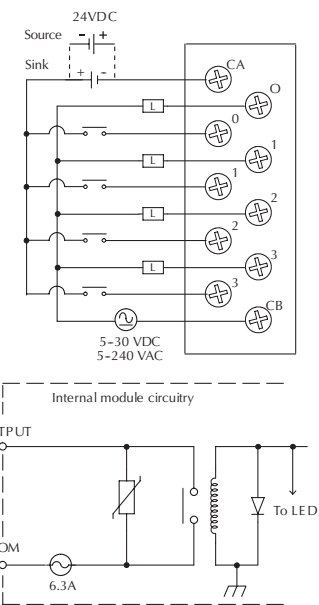 24VDC
Source - +
Sink + -
CA
O
0
L
1
L
1
2
L
2
3
L
3
CB
5-30 VDC
5-240 VAC
Internal module circuitry
TPUT
To LED
OM
6.3A